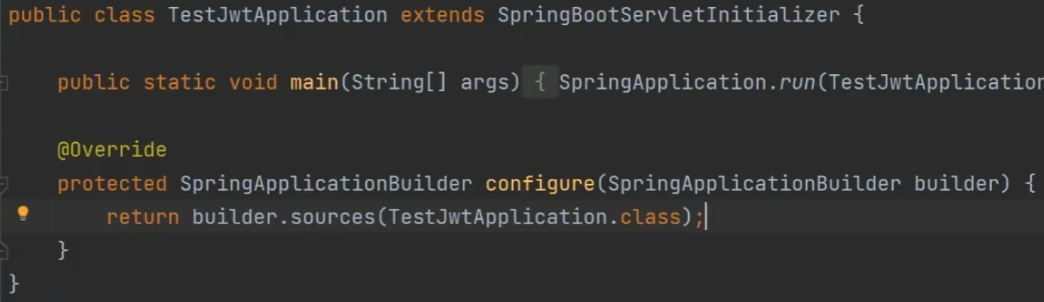 public class TestJwtApplication extends SpringBootServletInitializer {
public static void main(String[] args) { SpringApplication.run(TestJwtApplication
@Override
protected SpringApplicationBuilder configure(SpringApplicationBuilder builder) {
return builder.sources(TestJwtApplication.class);
}
}